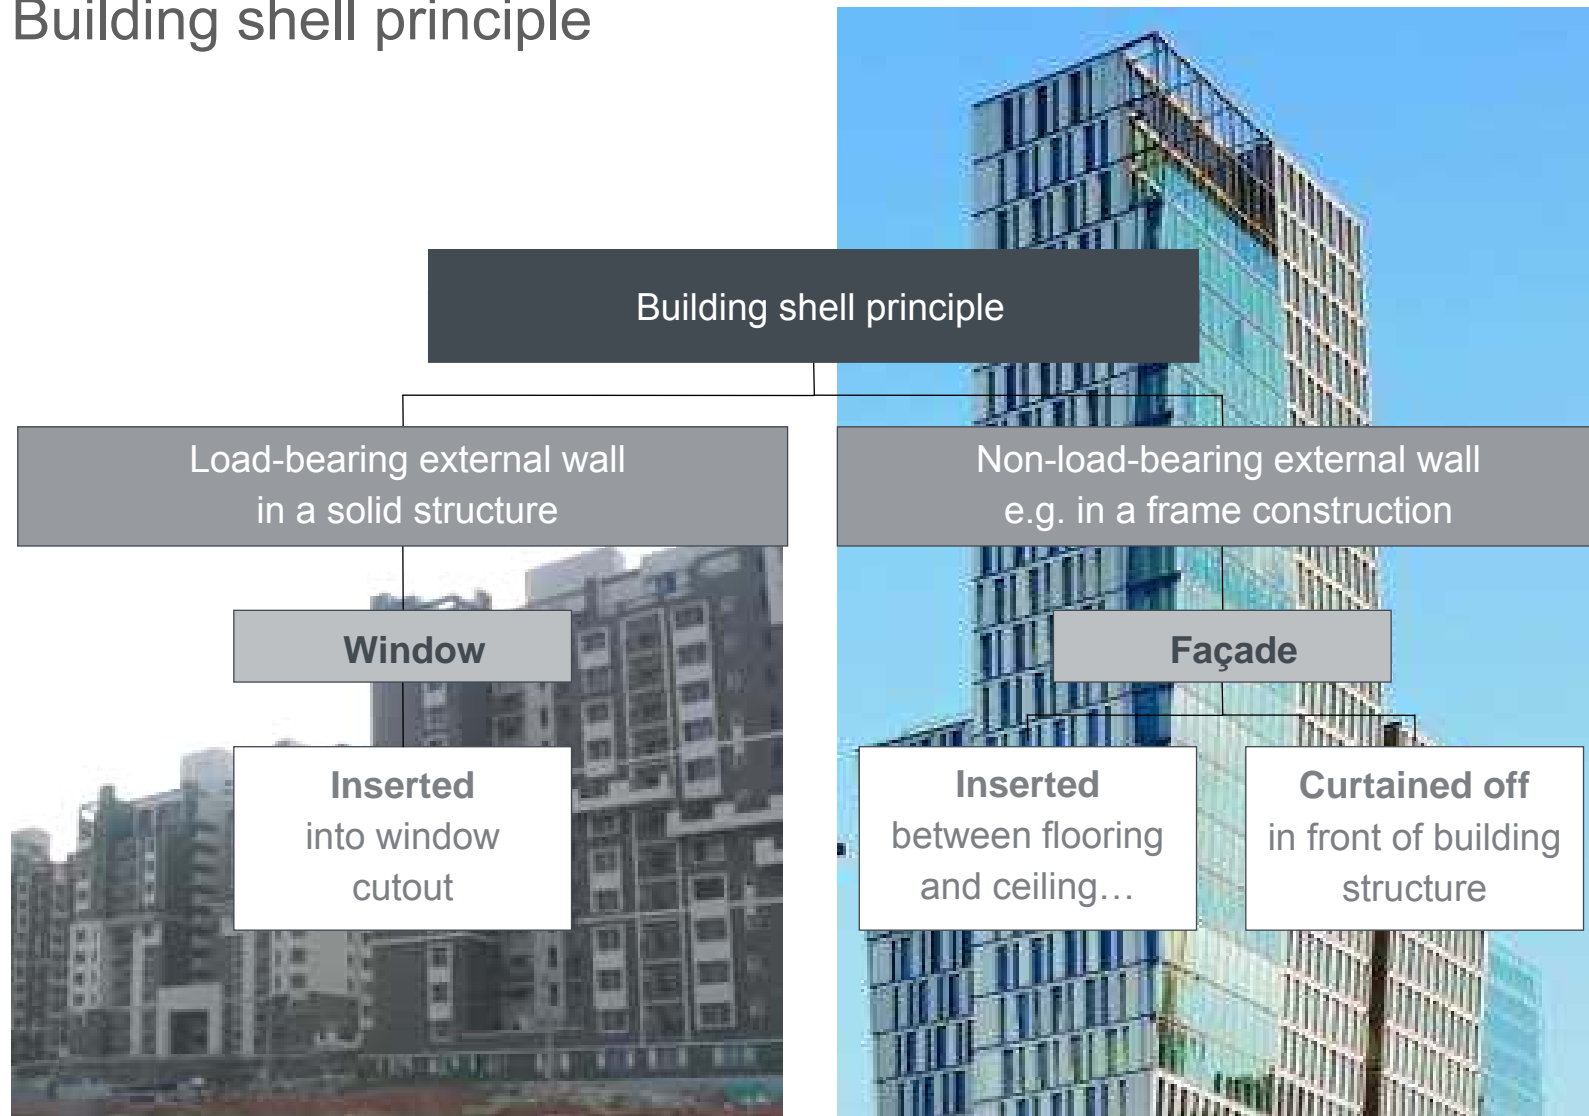 Building shell principle
Building shell principle
Load-bearing external wall
in a solid structure
Non-load-bearing external wall
e.g. in a frame construction
Window
Façade
Inserted
into window
cutout
Inserted
between flooring
and ceiling…
Curtained off
in front of building
structure